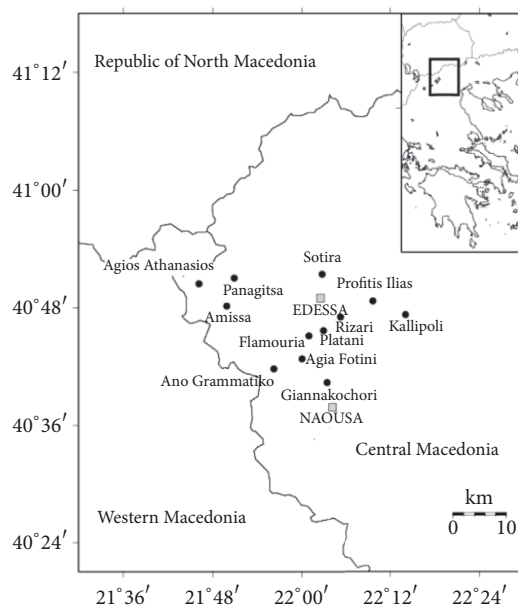 41°12′
41°00′
40°48′
40°36′
40°24′
Republic of North Macedonia
Agios Athanasios
Panagitsa
Amissa
Sotira
EDESSA
Profitis Ilias
Kallipoli
Rizari
Platani
Flamouria
Agia Fotini
Ano Grammatiko
Giannakochori
NAOUSA
Central Macedonia
Western Macedonia
km
0 10
21°36′ 21°48′ 22°00′ 22°12′ 22°24′